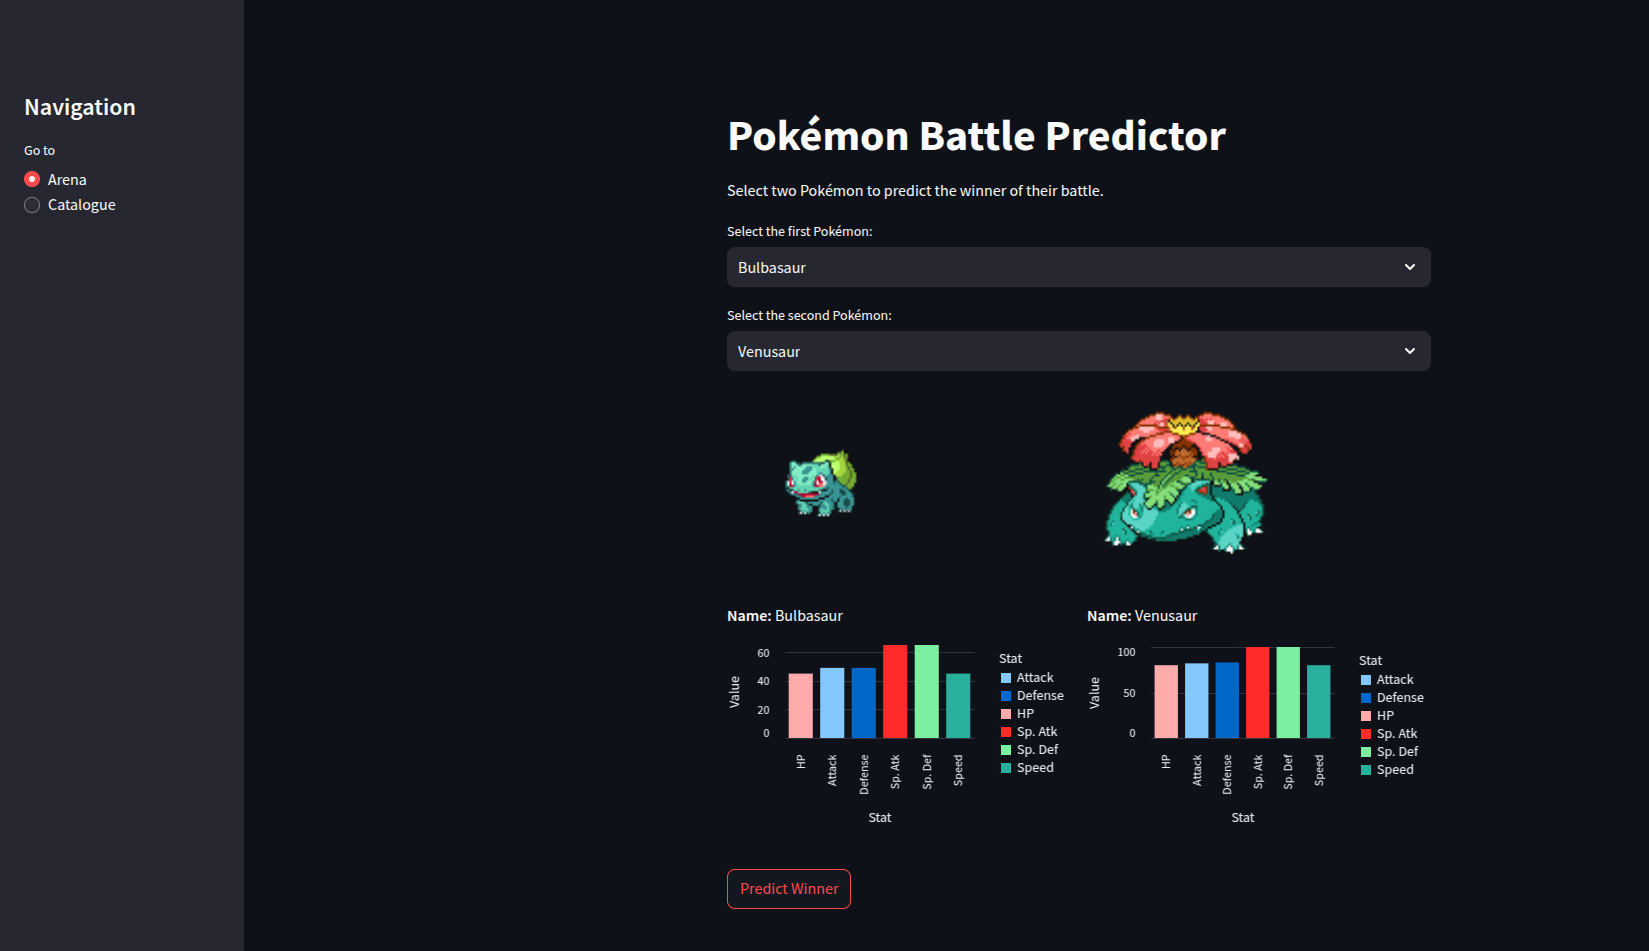 Navigation
Go to
Arena
Catalogue
Pokémon Battle Predictor
Select two Pokémon to predict the winner of their battle.
Select the first Pokémon:
Bulbasaur
Select the second Pokémon:
Venusaur
Name: Bulbasaur
60
40
20
0
Value
HP
Attack
Defense
Sp. Atk
Sp. Def
Speed
Stat
Stat
Attack
Defense
HP
Sp. Atk
Sp. Def
Speed
Name: Venusaur
100
50
0
Value
HP
Attack
Defense
Sp. Atk
Sp. Def
Speed
Stat
Stat
Attack
Defense
HP
Sp. Atk
Sp. Def
Speed
Predict Winner